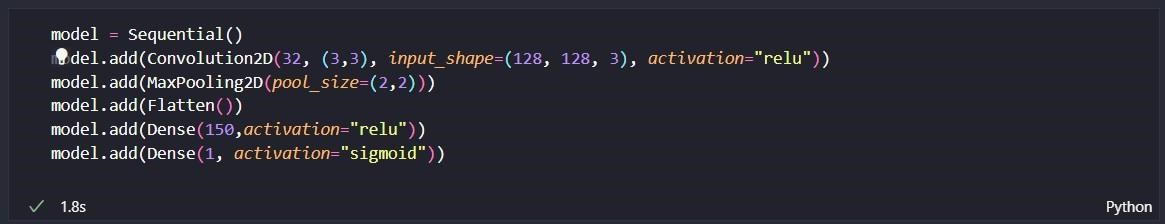 model = Sequential()
model.add(Convolution2D(32, (3,3), input_shape=(128, 128, 3), activation="relu"))
model.add(MaxPooling2D(pool_size=(2,2)))
model.add(Flatten())
model.add(Dense(150,activation="relu"))
model.add(Dense(1, activation="sigmoid"))
1.8s
Python